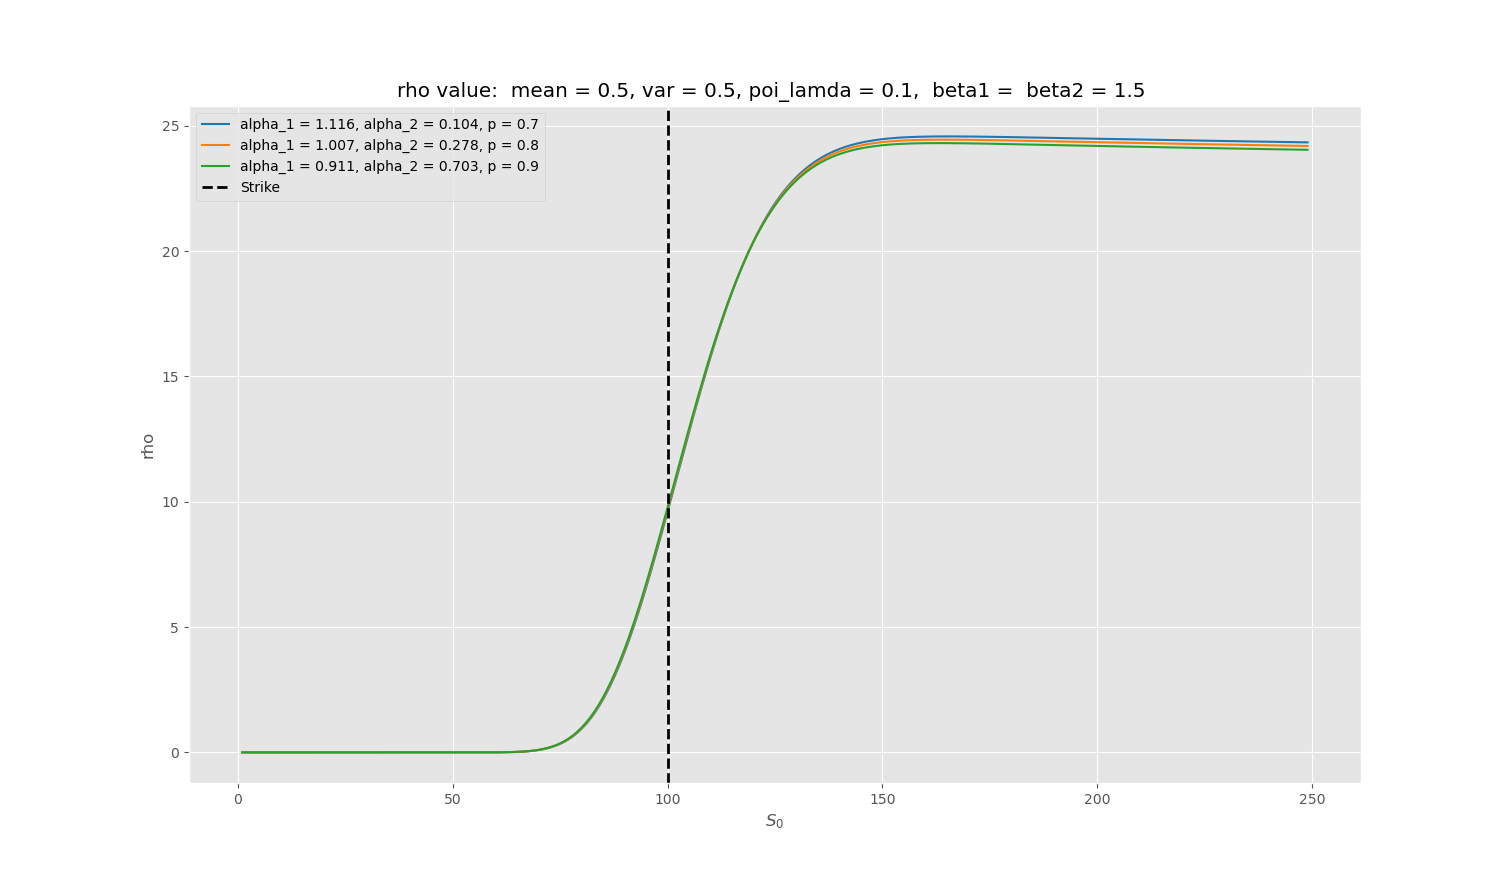 rho value:  mean = 0.5, var = 0.5, poi_lamda = 0.1,  beta1 =  beta2 = 1.5
alpha_1 = 1.116, alpha_2 = 0.104, p = 0.7
alpha_1 = 1.007, alpha_2 = 0.278, p = 0.8
alpha_1 = 0.911, alpha_2 = 0.703, p = 0.9
Strike
25
20
15
10
5
0
rho
0 50 100 150 200 250
S_0